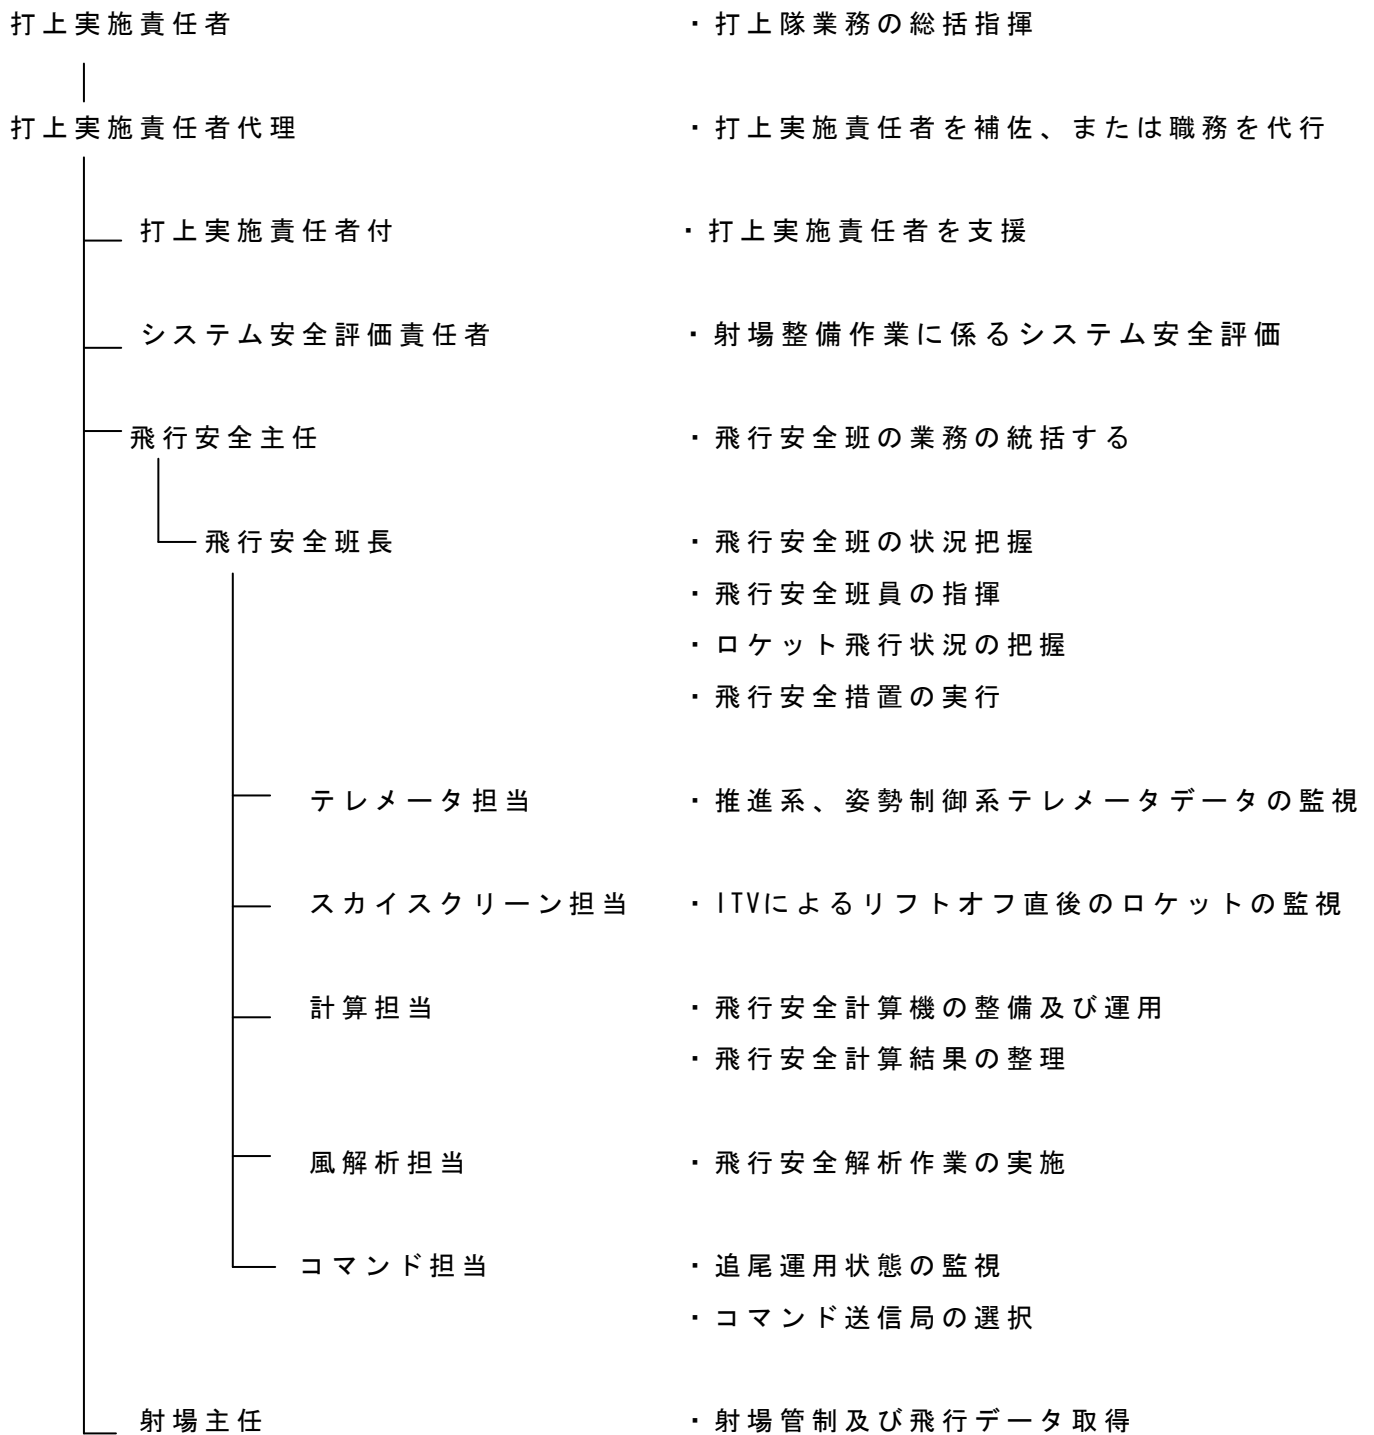 打上実施責任者 ・打上隊業務の総括指揮
打上実施責任者代理 ・打上実施責任者を補佐、または職務を代行
打上実施責任者付 ・打上実施責任者を支援
システム安全評価責任者 ・射場整備作業に係るシステム安全評価
飛行安全主任 ・飛行安全班の業務の統括する
飛行安全班長 ・飛行安全班の状況把握
・飛行安全班員の指揮
・ロケット飛行状況の把握
・飛行安全措置の実行
テレメータ担当 ・推進系、姿勢制御系テレメータデータの監視
スカイスクリーン担当 ・ITVによるリフトオフ直後のロケットの監視
計算担当 ・飛行安全計算機の整備及び運用
・飛行安全計算結果の整理
風解析担当 ・飛行安全解析作業の実施
コマンド担当 ・追尾運用状態の監視
・コマンド送信局の選択
射場主任 ・射場管制及び飛行データ取得